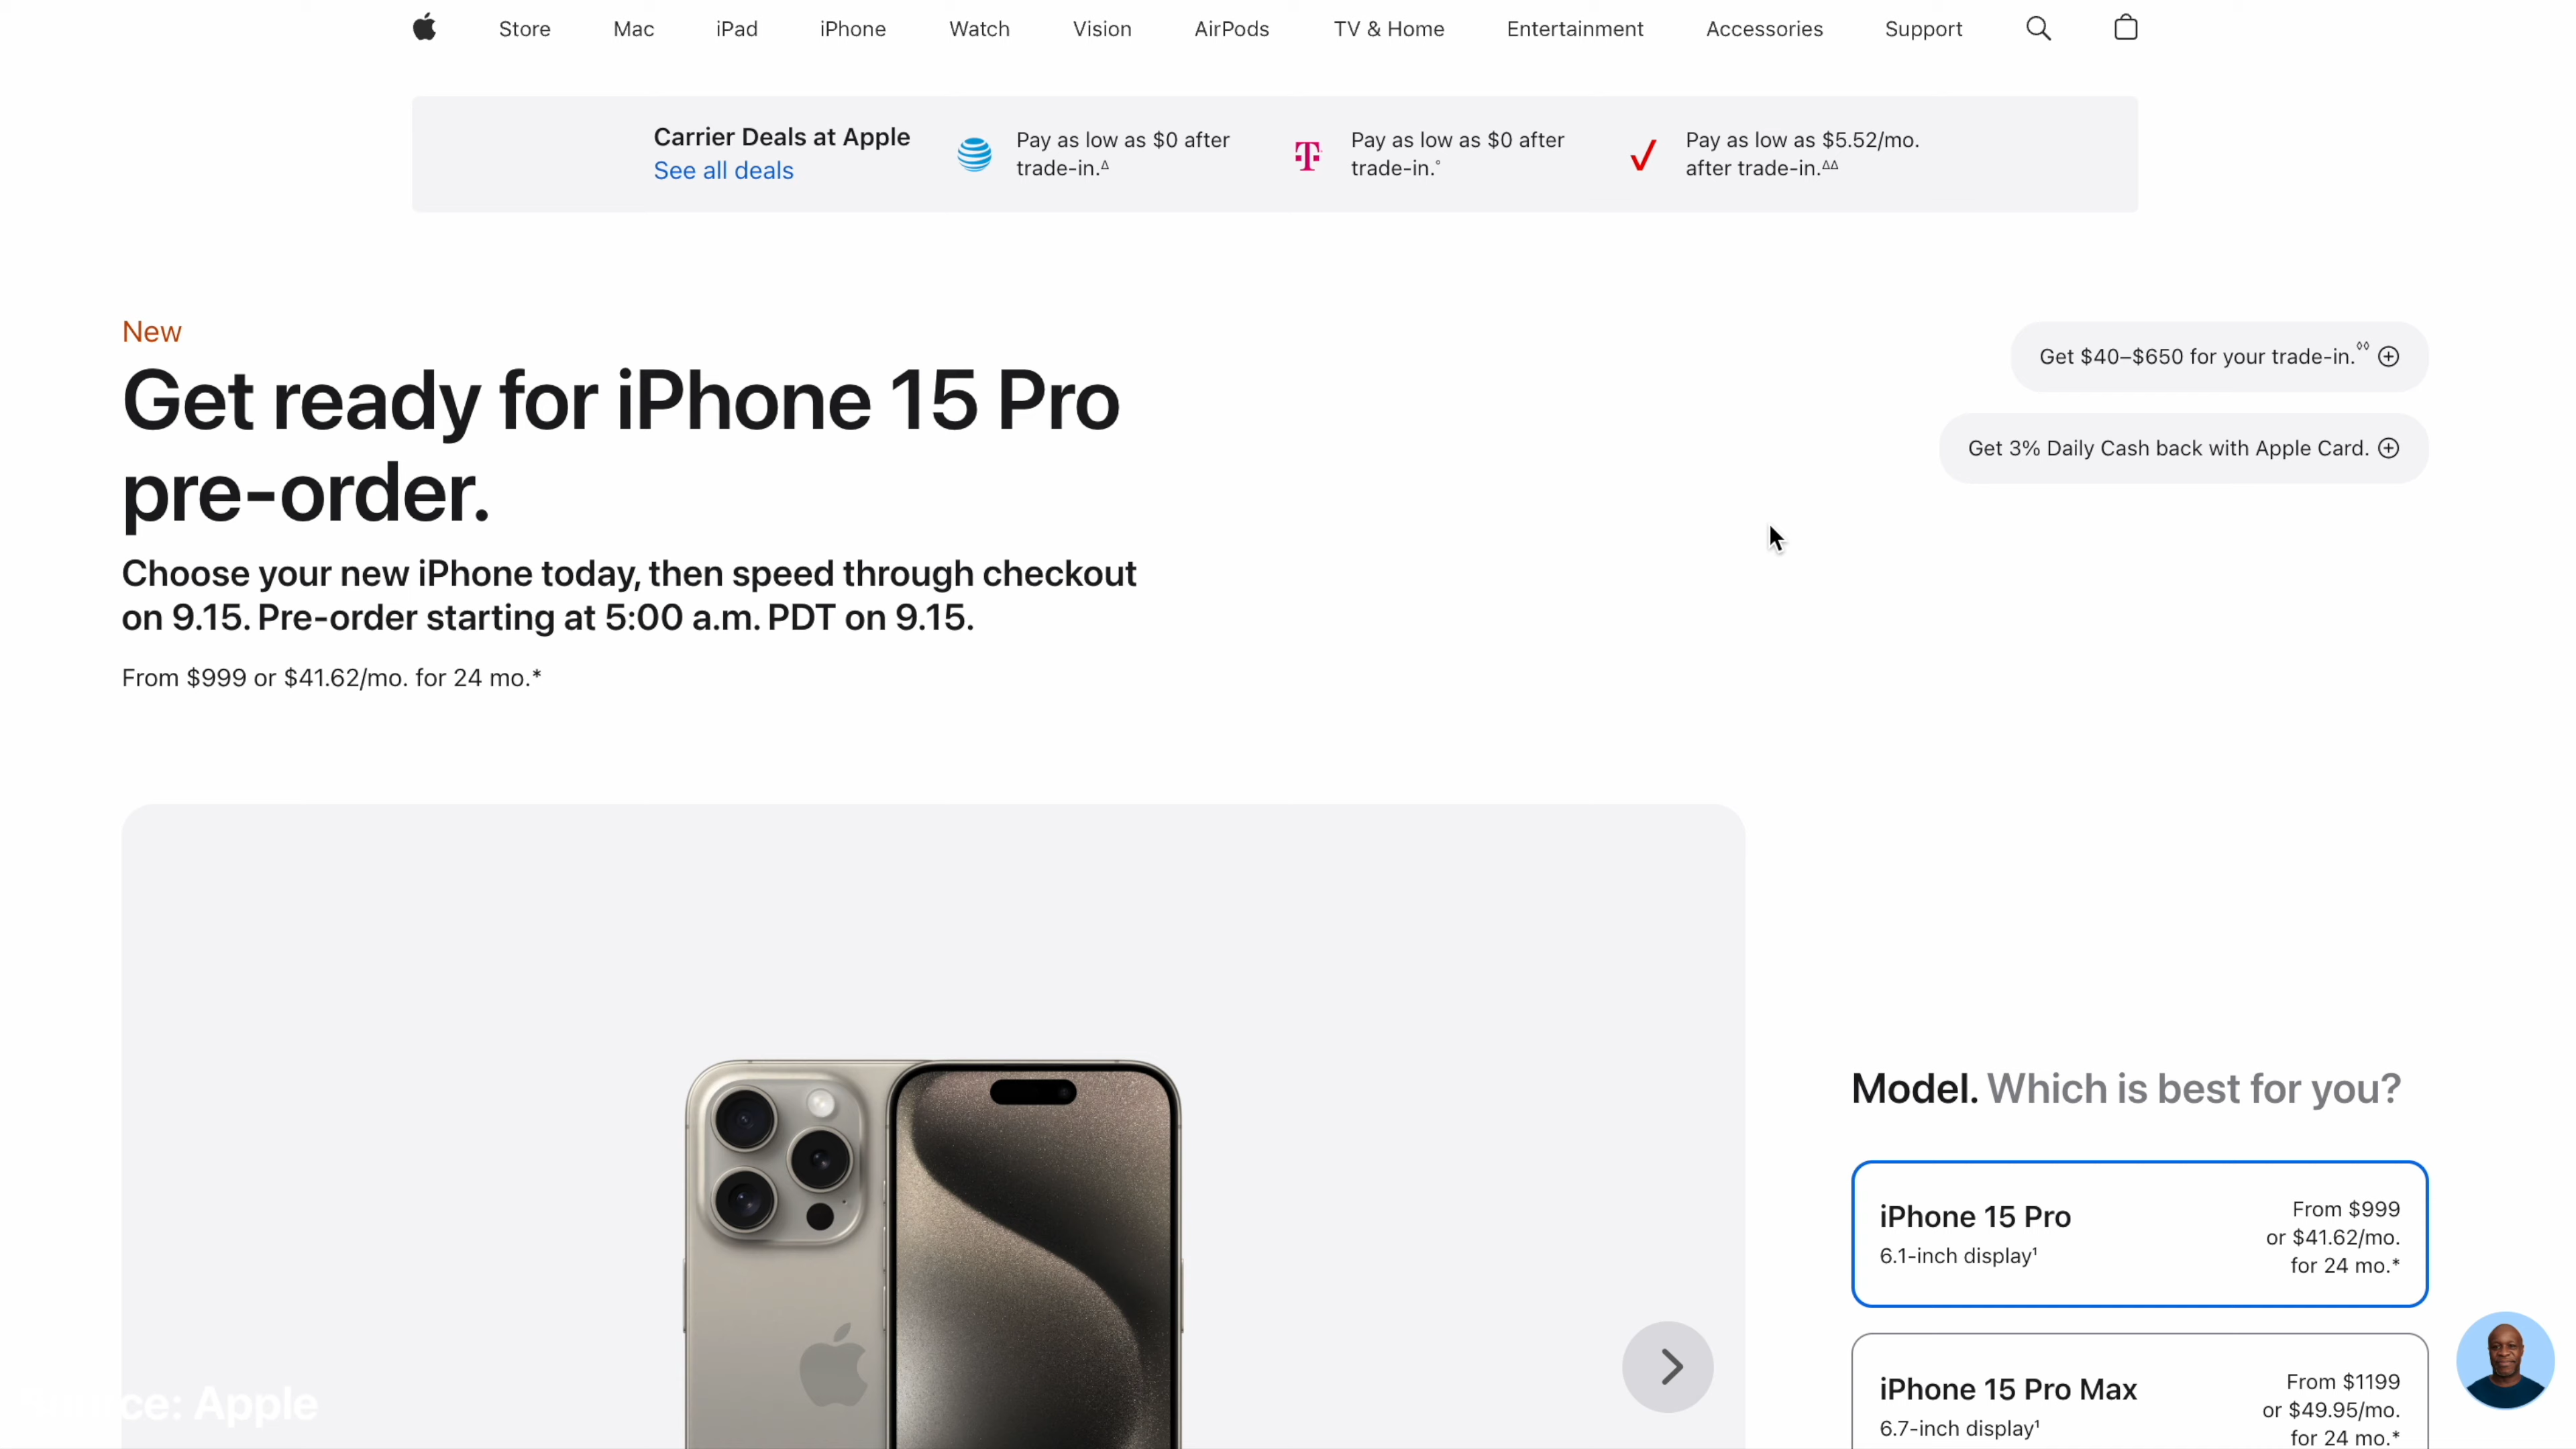 Store Mac iPad iPhone Watch Vision AirPods TV & Home Entertainment Accessories Support
Carrier Deals at Apple
See all deals
Pay as low as $0 after
trade-in.Δ
Pay as low as $0 after
trade-in.°
Pay as low as $5.52/mo.
after trade-in.ΔΔ
New
Get ready for iPhone 15 Pro
pre-order.
Choose your new iPhone today, then speed through checkout
on 9.15. Pre-order starting at 5:00 a.m. PDT on 9.15.
From $999 or $41.62/mo. for 24 mo.*
Get $40–$650 for your trade-in.◊◊
Get 3% Daily Cash back with Apple Card.
Model. Which is best for you?
iPhone 15 Pro
6.1-inch display¹
From $999
or $41.62/mo.
for 24 mo.*
iPhone 15 Pro Max
6.7-inch display¹
From $1199
or $49.95/mo.
for 24 mo.*
Apple